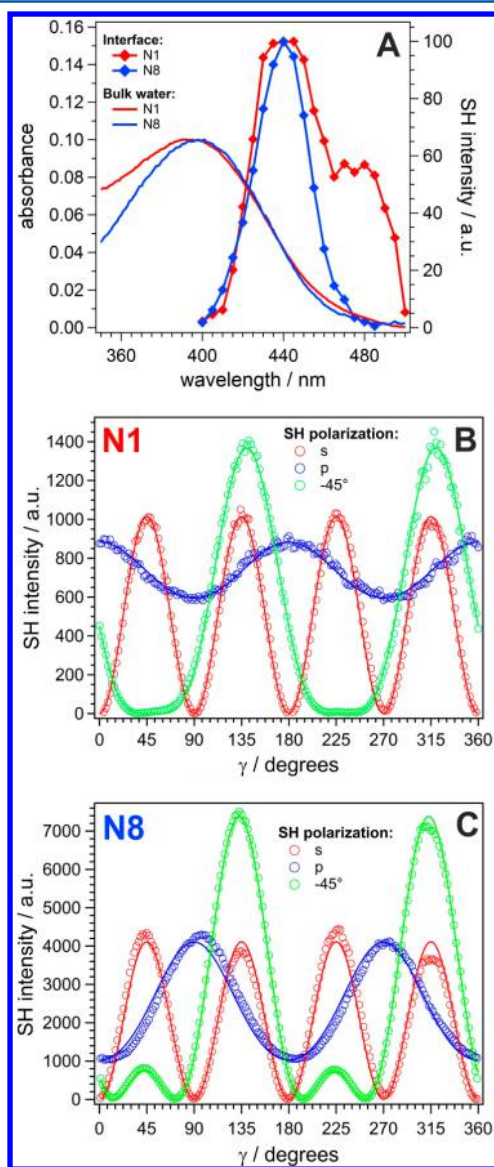 A
Interface:
N1
N8
Bulk water:
N1
N8
0.16
0.14
0.12
0.10
0.08
0.06
0.04
0.02
0.00
absorbance
100
80
60
40
20
0
SH intensity / a.u.
360
400
440
480
wavelength / nm
N1
SH polarization:
s
p
-45°
B
1400
1200
1000
800
600
400
200
0
SH intensity / a.u.
0
45
90
135
180
225
270
315
360
γ / degrees
N8
SH polarization:
s
p
-45°
C
7000
6000
5000
4000
3000
2000
1000
0
SH intensity / a.u.
0
45
90
135
180
225
270
315
360
γ / degrees